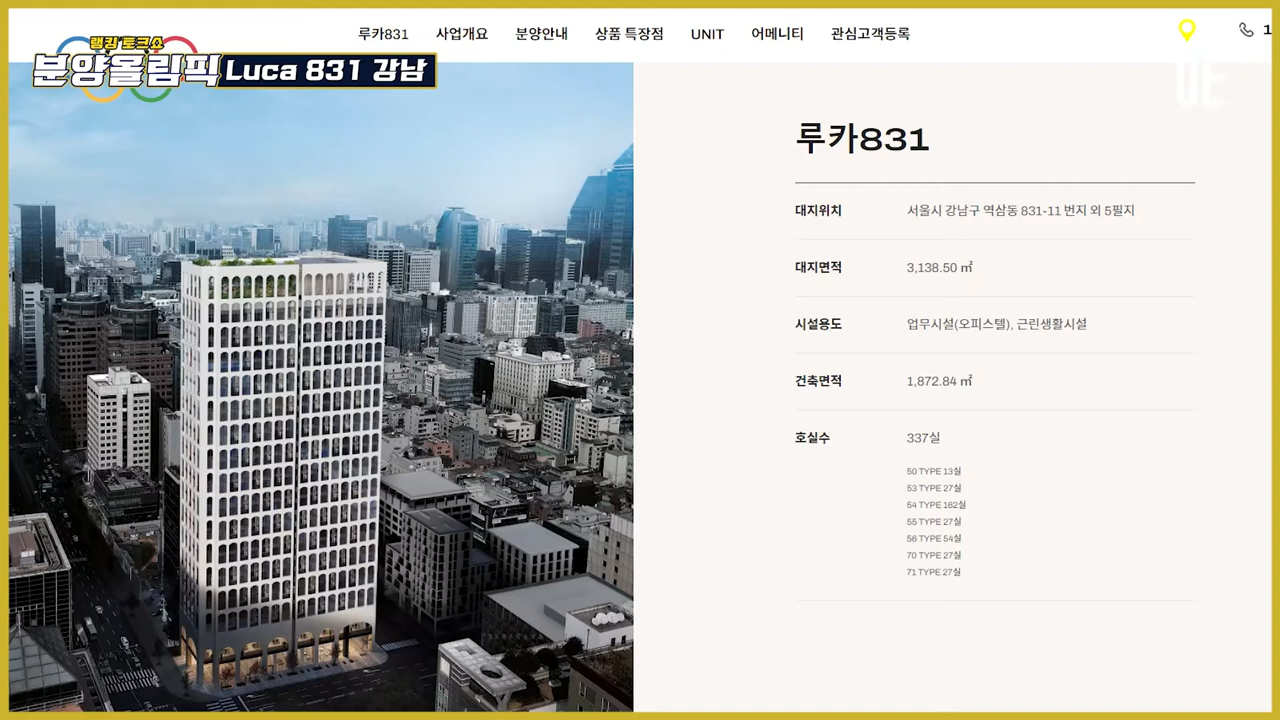 루카831 사업개요 분양안내 상품 특장점 UNIT 어메니티 관심고객등록
1
랭킹 토크쇼
분양올림픽 Luca 831 강남
루카831
대지위치 서울시 강남구 역삼동 831-11 번지 외 5필지
대지면적 3,138.50 ㎡
시설용도 업무시설(오피스텔), 근린생활시설
건축면적 1,872.84 ㎡
호실수 337실
50 TYPE 13실
53 TYPE 27실
54 TYPE 162실
55 TYPE 27실
56 TYPE 54실
70 TYPE 27실
71 TYPE 27실